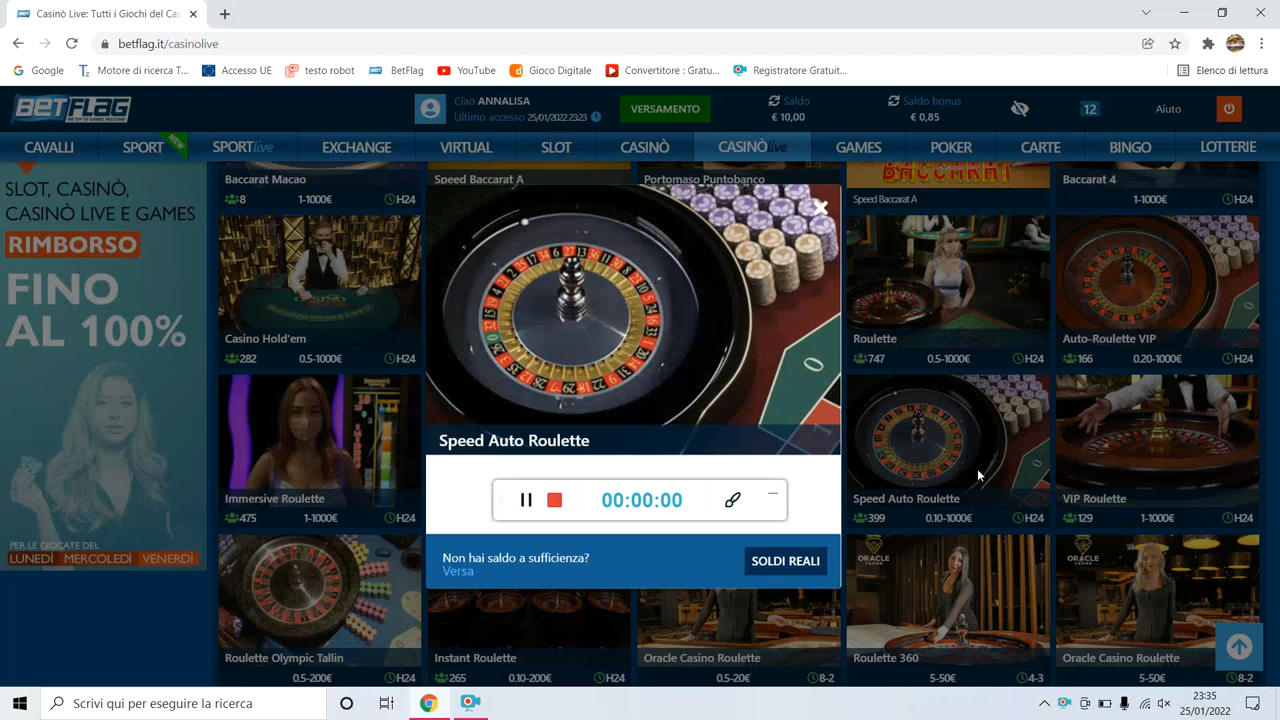 Casinò Live: Tutti i Giochi del Cas
betflag.it/casinolive
Google
Motore di ricerca T...
Accesso UE
testo robot
BetFlag
YouTube
Gioco Digitale
Convertitore : Gratu...
Registratore Gratuit...
Elenco di lettura
BETFLAG
Ciao ANNALISA
Ultimo accesso 25/01/2022 23:23
VERSAMENTO
Saldo
€ 10,00
Saldo bonus
€ 0,85
12
Aiuto
CAVALLI
SPORT
NEW
SPORTlive
EXCHANGE
VIRTUAL
SLOT
CASINÒ
CASINÒlive
GAMES
POKER
CARTE
BINGO
LOTTERIE
SLOT, CASINÒ,
CASINÒ LIVE E GAMES
RIMBORSO
FINO
AL 100%
PER LE GIOCATE DEL
LUNEDÌ MERCOLEDÌ VENERDÌ
Baccarat Macao
8 1-1000€ H24
Speed Baccarat A
Portomaso Puntobanco
BACCARAT
Speed Baccarat A
Baccarat 4
1-1000€ H24
Casino Hold'em
282 0.5-1000€ H24
Roulette
747 0.5-1000€ H24
Auto-Roulette VIP
166 0.20-1000€ H24
Immersive Roulette
475 1-1000€ H24
Speed Auto Roulette
399 0.10-1000€ H24
VIP Roulette
129 1-1000€ H24
Speed Auto Roulette
00:00:00
Non hai saldo a sufficienza?
Versa
SOLDI REALI
Roulette Olympic Tallin
0.5-200€ H24
Instant Roulette
265 0.10-200€ H24
Oracle Casino Roulette
0.5-20€ 8-2
ORACLE
CASINO
Roulette 360
5-50€ 4-3
ORACLE
CASINO
Oracle Casino Roulette
5-50€ 8-2
Scrivi qui per eseguire la ricerca
23:35
25/01/2022